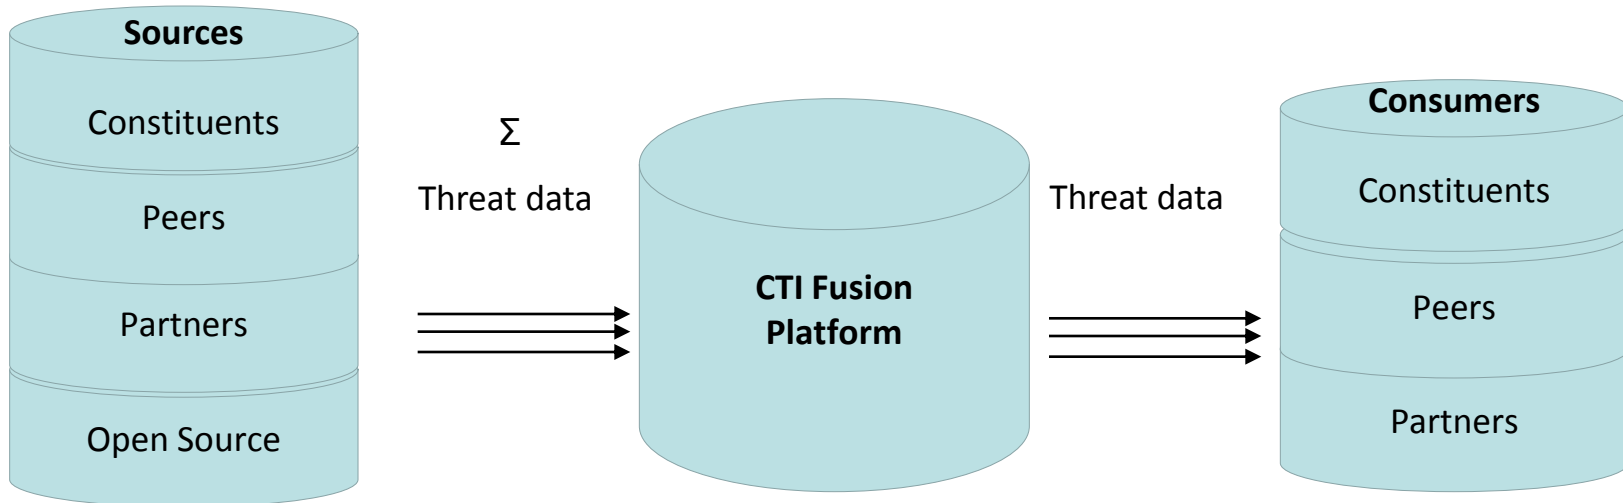 Sources
Constituents
Peers
Partners
Open Source
Σ
Threat data
CTI Fusion
Platform
Threat data
Consumers
Constituents
Peers
Partners